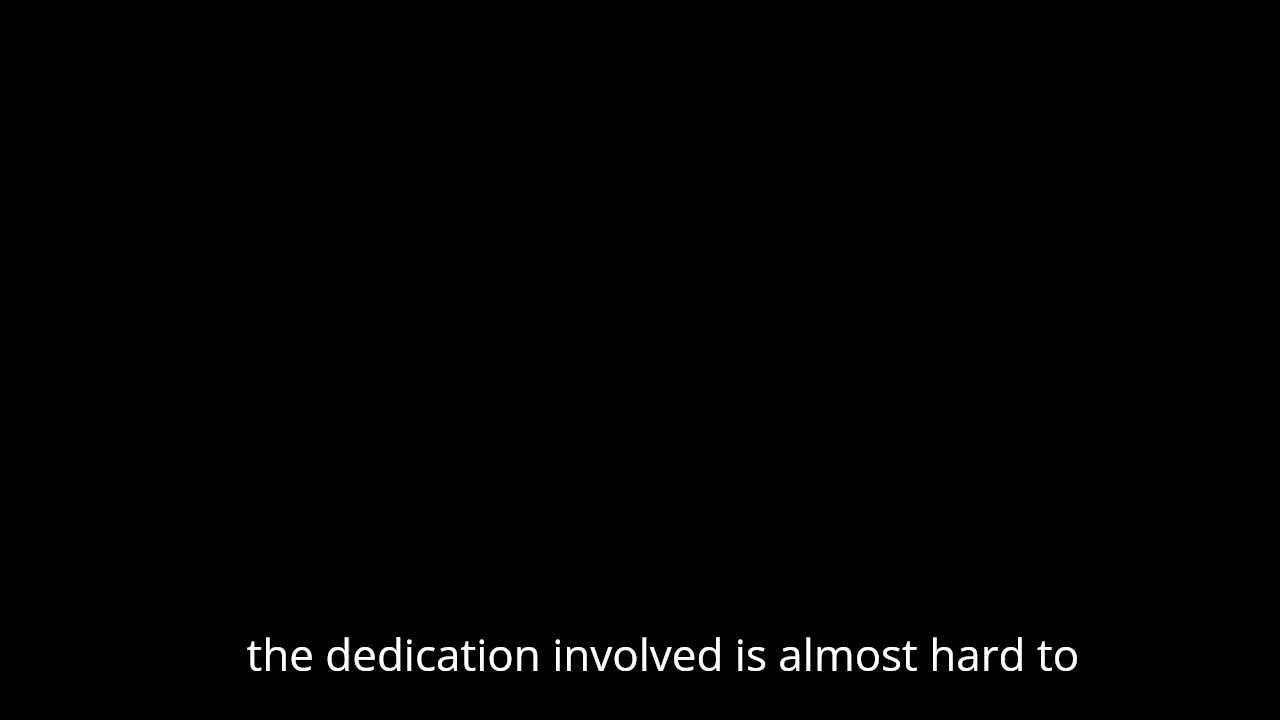 the dedication involved is almost hard to